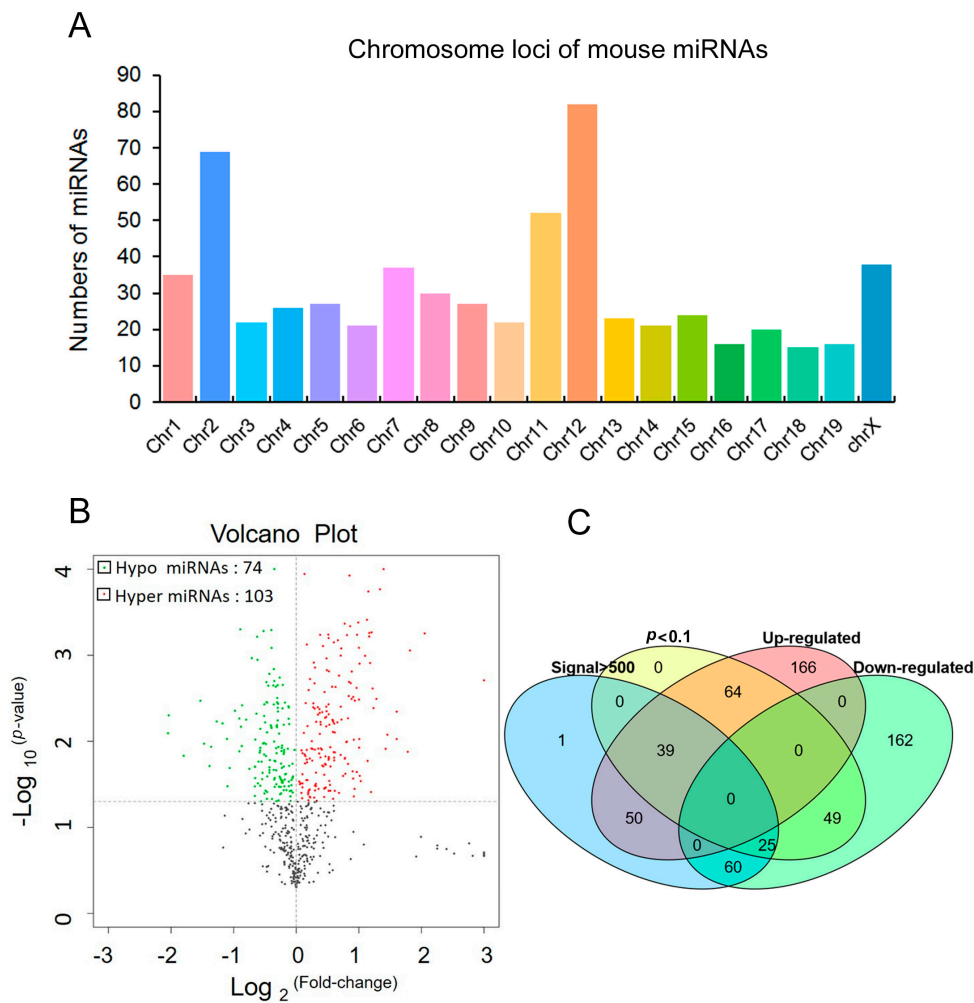 A
Chromosome loci of mouse miRNAs
Numbers of miRNAs
90
80
70
60
50
40
30
20
10
0
Chr1 Chr2 Chr3 Chr4 Chr5 Chr6 Chr7 Chr8 Chr9 Chr10 Chr11 Chr12 Chr13 Chr14 Chr15 Chr16 Chr17 Chr18 Chr19 chrX
B
Volcano Plot
Hypo miRNAs : 74
Hyper miRNAs : 103
-Log 10 (p-value)
4
3
2
1
0
-3 -2 -1 0 1 2 3
Log 2 (Fold-change)
C
p<0.1
Up-regulated
Signal>500
Down-regulated
0
166
0
64
0
1
39
0
162
0
50
49
0
25
60